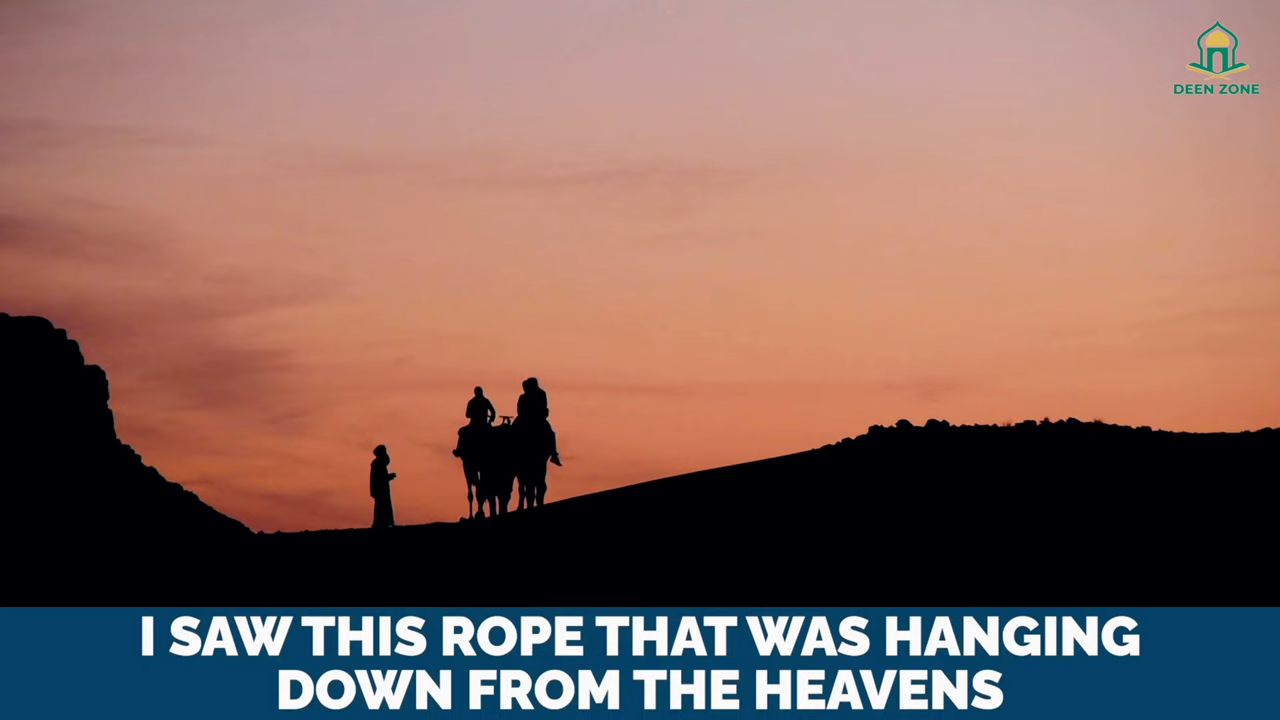 DEEN ZONE
I SAW THIS ROPE THAT WAS HANGING
DOWN FROM THE HEAVENS